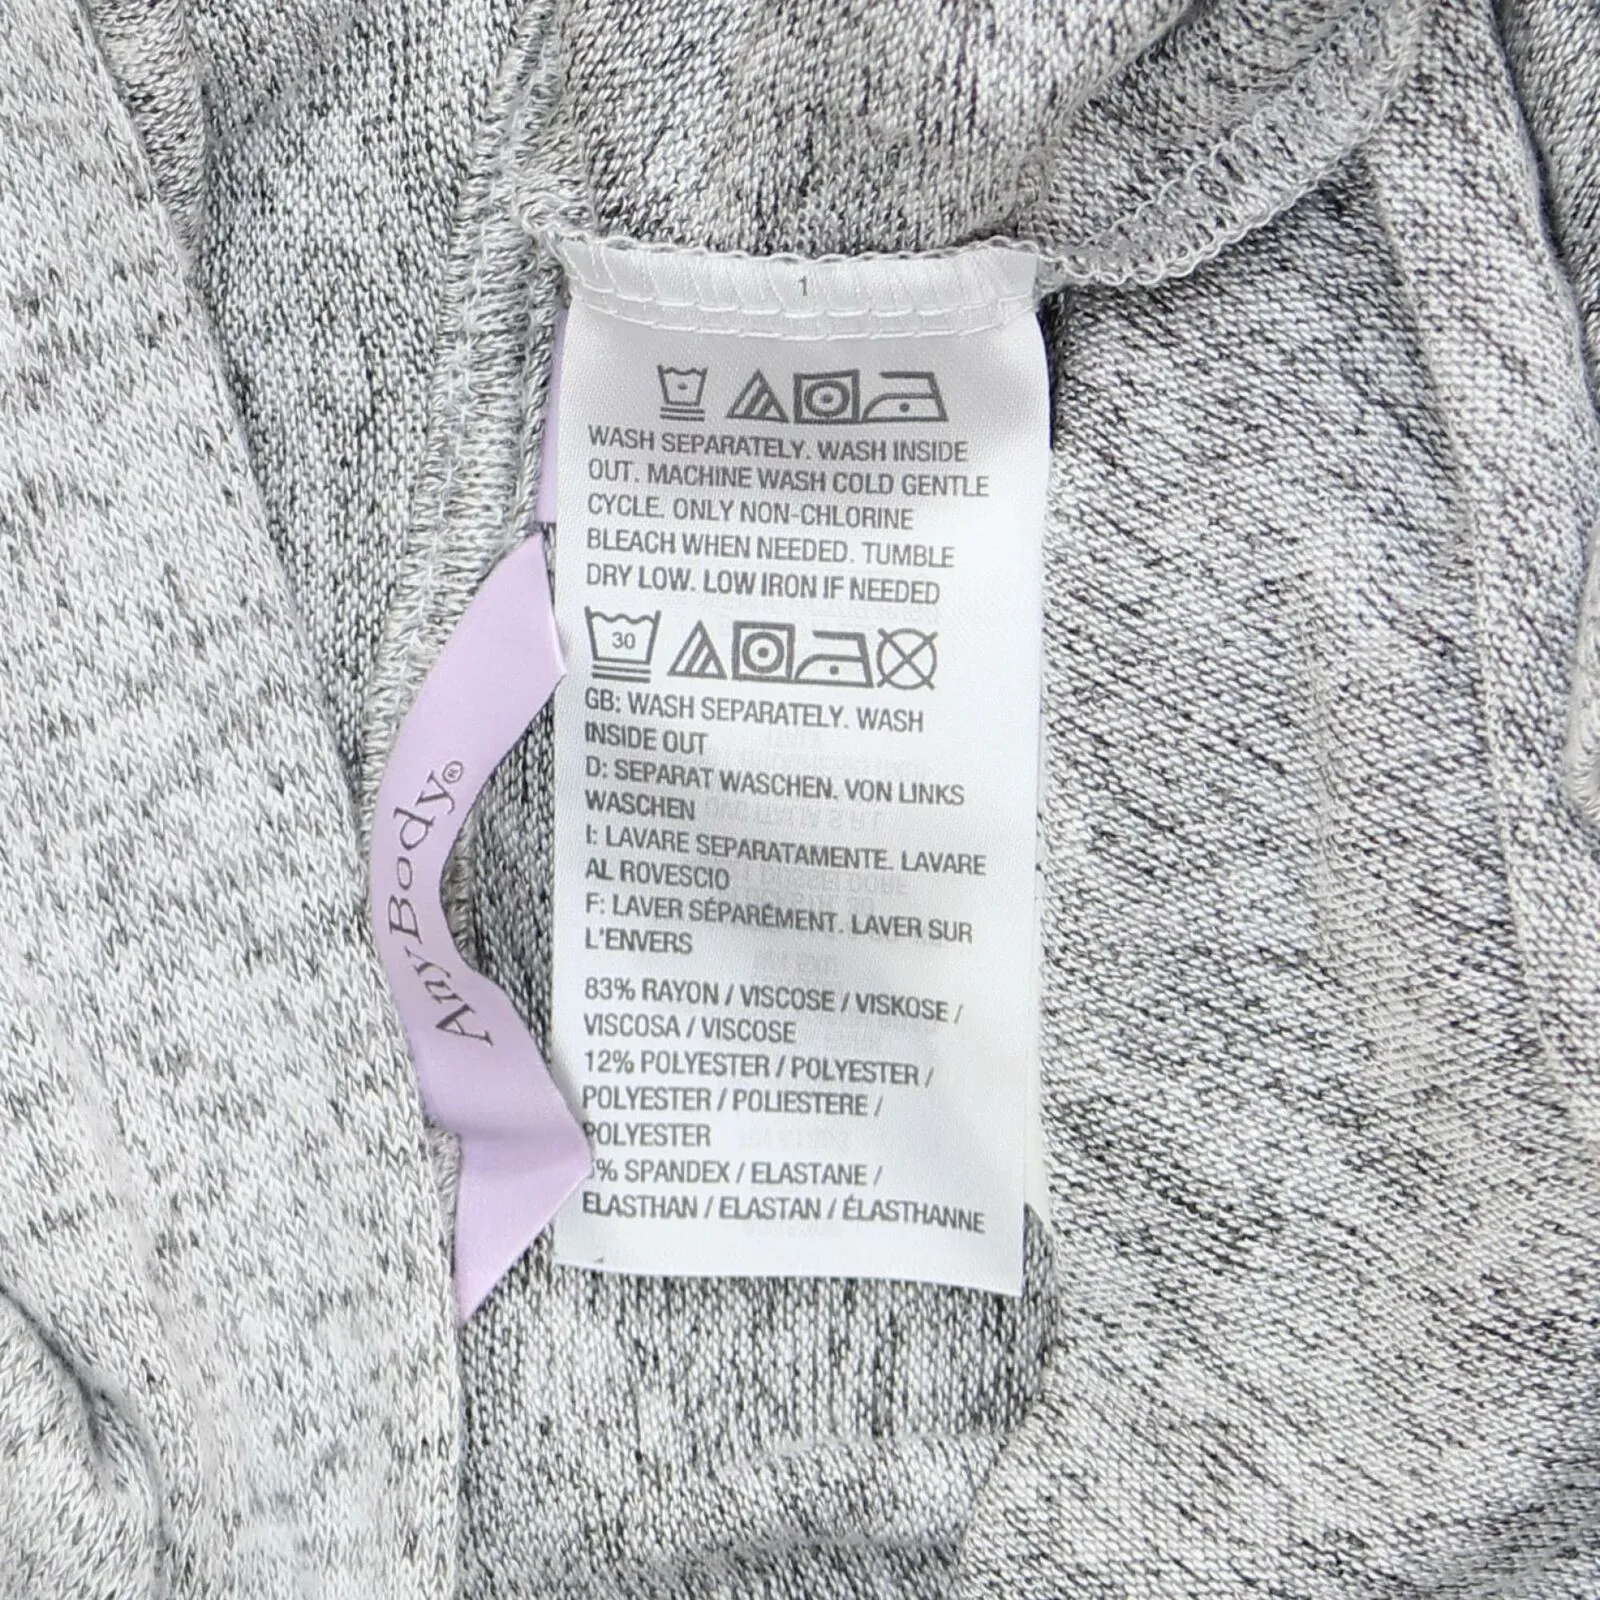 1
WASH SEPARATELY. WASH INSIDE
OUT. MACHINE WASH COLD GENTLE
CYCLE. ONLY NON-CHLORINE
BLEACH WHEN NEEDED. TUMBLE
DRY LOW. LOW IRON IF NEEDED
30
GB: WASH SEPARATELY. WASH
INSIDE OUT
D: SEPARAT WASCHEN. VON LINKS
WASCHEN
I: LAVARE SEPARATAMENTE. LAVARE
AL ROVESCIO
F: LAVER SÉPARÉMENT. LAVER SUR
L'ENVERS
83% RAYON / VISCOSE / VISKOSE /
VISCOSA / VISCOSE
12% POLYESTER / POLYESTER /
POLYESTER / POLIESTERE /
POLYESTER
% SPANDEX / ELASTANE /
ELASTHAN / ELASTAN / ÉLASTHANNE
AnyBody®